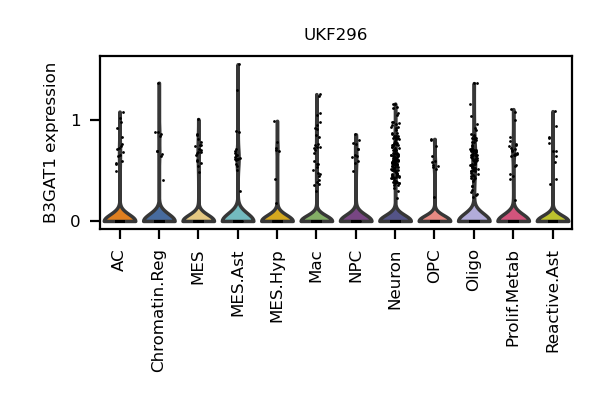 UKF296
B3GAT1 expression
1
0
AC
Chromatin.Reg
MES
MES.Ast
MES.Hyp
Mac
NPC
Neuron
OPC
Oligo
Prolif.Metab
Reactive.Ast